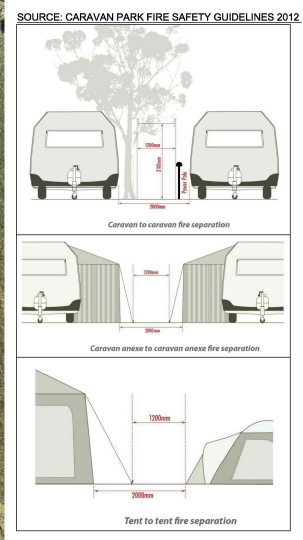 SOURCE: CARAVAN PARK FIRE SAFETY GUIDELINES 2012
1200mm
2100mm
Power Pole
2000mm
Caravan to caravan fire separation
1200mm
2000mm
Caravan anexe to caravan anexe fire separation
1200mm
2000mm
Tent to tent fire separation